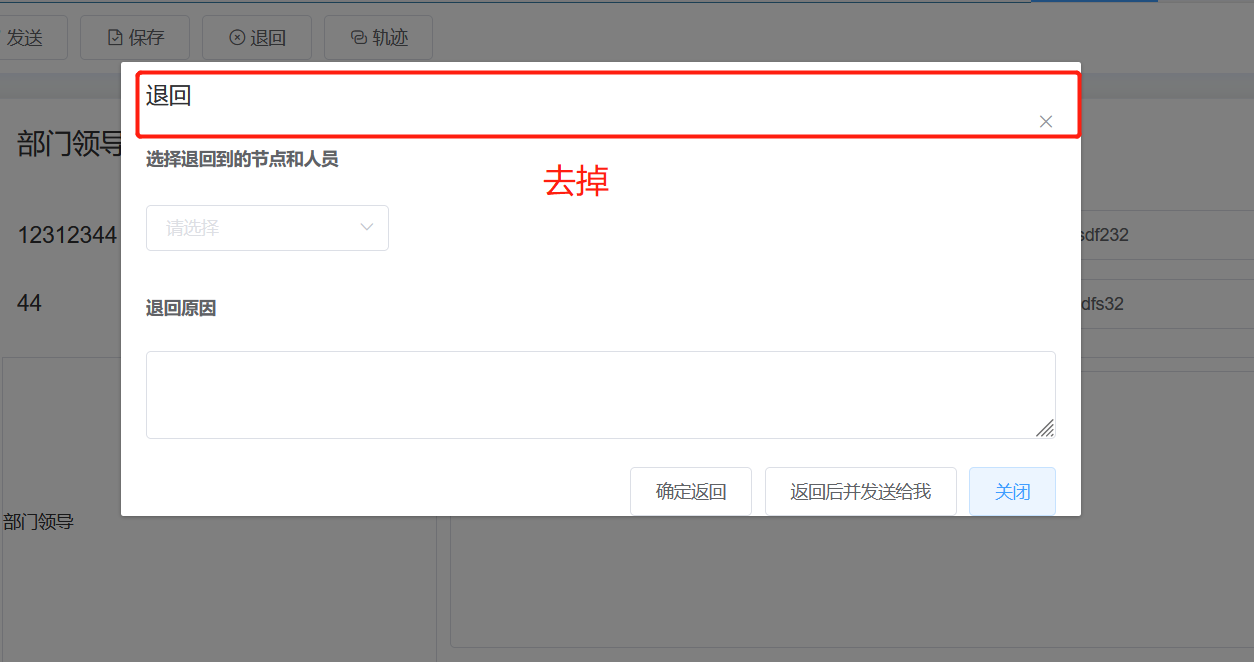 发送 保存 退回 轨迹
退回
部门领导
选择退回到的节点和人员
去掉
请选择
12312344
sdf232
44
退回原因
dfs32
确定返回 返回后并发送给我 关闭
部门领导